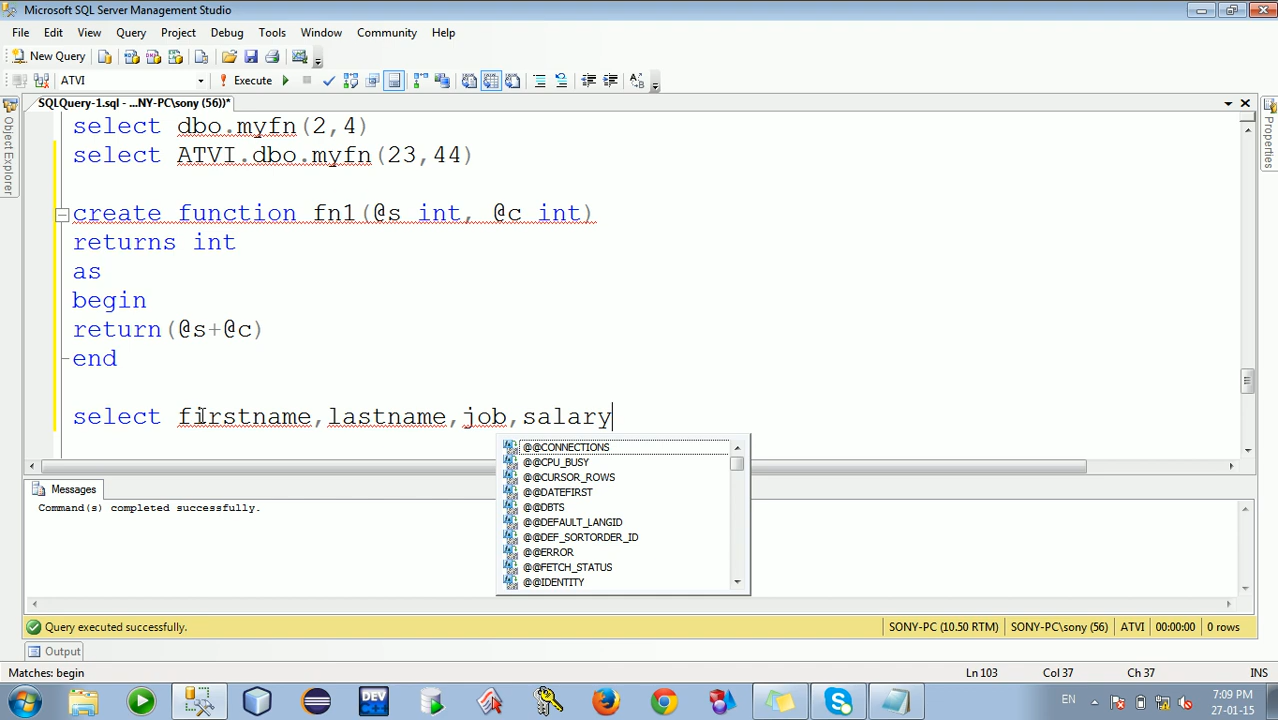 Microsoft SQL Server Management Studio
File Edit View Query Project Debug Tools Window Community Help
New Query
ATVI Execute
SQLQuery-1.sql - ...NY-PC\sony (56))*
Object Explorer
Properties
select dbo.myfn(2,4)
select ATVI.dbo.myfn(23,44)
create function fn1(@s int, @c int)
returns int
as
begin
return(@s+@c)
end
select firstname,lastname,job,salary
@@CONNECTIONS
@@CPU_BUSY
@@CURSOR_ROWS
@@DATEFIRST
@@DBTS
@@DEFAULT_LANGID
@@DEF_SORTORDER_ID
@@ERROR
@@FETCH_STATUS
@@IDENTITY
Messages
Command(s) completed successfully.
Query executed successfully. SONY-PC (10.50 RTM) SONY-PC\sony (56) ATVI 00:00:00 0 rows
Output
Matches: begin Ln 103 Col 37 Ch 37 INS
DEV
EN 7:09 PM
27-01-15